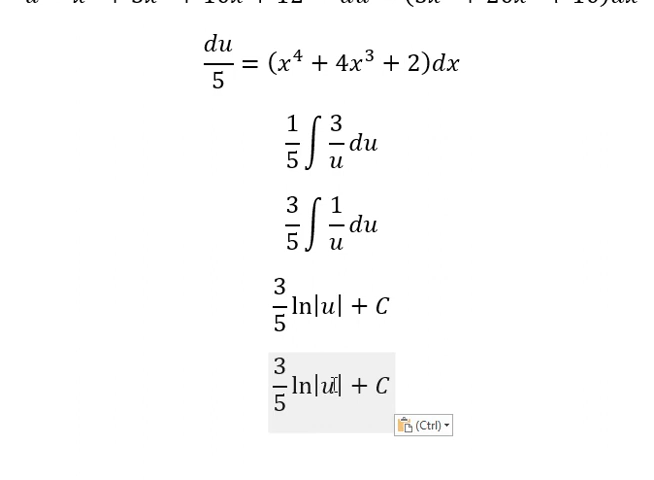 du/5 = (x⁴ + 4x³ + 2)dx
1/5 ∫ 3/u du
3/5 ∫ 1/u du
3/5 ln|u| + C
3/5 ln|u| + C
(Ctrl)